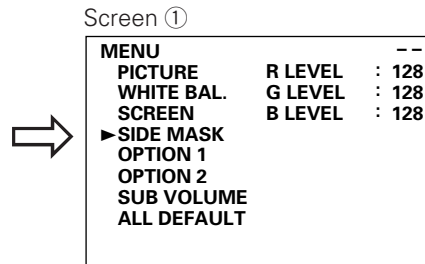 Screen ①
MENU – –
PICTURE R LEVEL : 128
WHITE BAL. G LEVEL : 128
SCREEN B LEVEL : 128
►SIDE MASK
OPTION 1
OPTION 2
SUB VOLUME
ALL DEFAULT